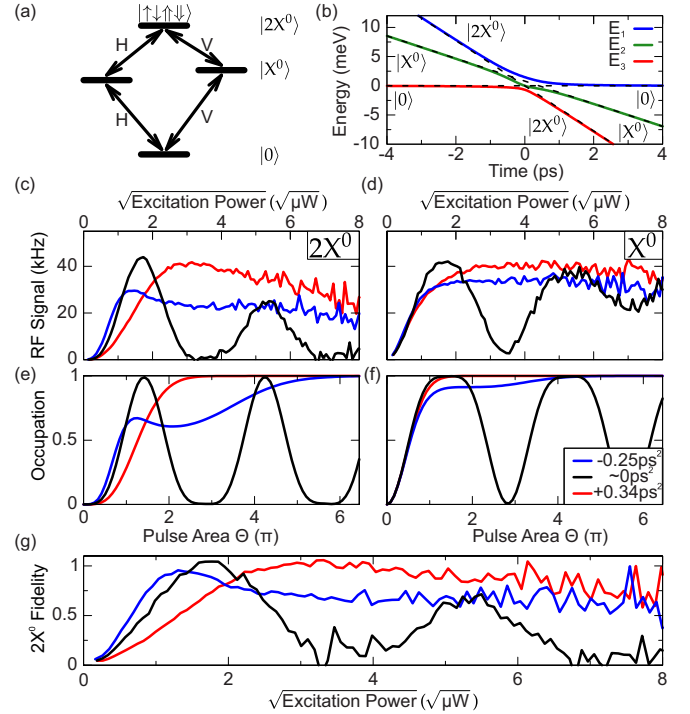 (a)
|↑↓⇑⇓⟩
|2X⁰⟩
H V
|X⁰⟩
H V
|0⟩
(b)
Energy (meV)
10
5
0
-5
-10
|2X⁰⟩
E₁
E₂
E₃
|X⁰⟩
|0⟩
|0⟩
|2X⁰⟩
|X⁰⟩
-4 -2 0 2 4
Time (ps)
(c)
√Excitation Power (√μW)
0 2 4 6 8
2X⁰
RF Signal (kHz)
40
20
0
(d)
√Excitation Power (√μW)
0 2 4 6 8
X⁰
(e)
Occupation
1
0.5
0
0 2 4 6
Pulse Area Θ (π)
(f)
-0.25ps²
~0ps²
+0.34ps²
0 2 4 6
Pulse Area Θ (π)
(g)
2X⁰ Fidelity
1
0.5
0
0 2 4 6 8
√Excitation Power (√μW)